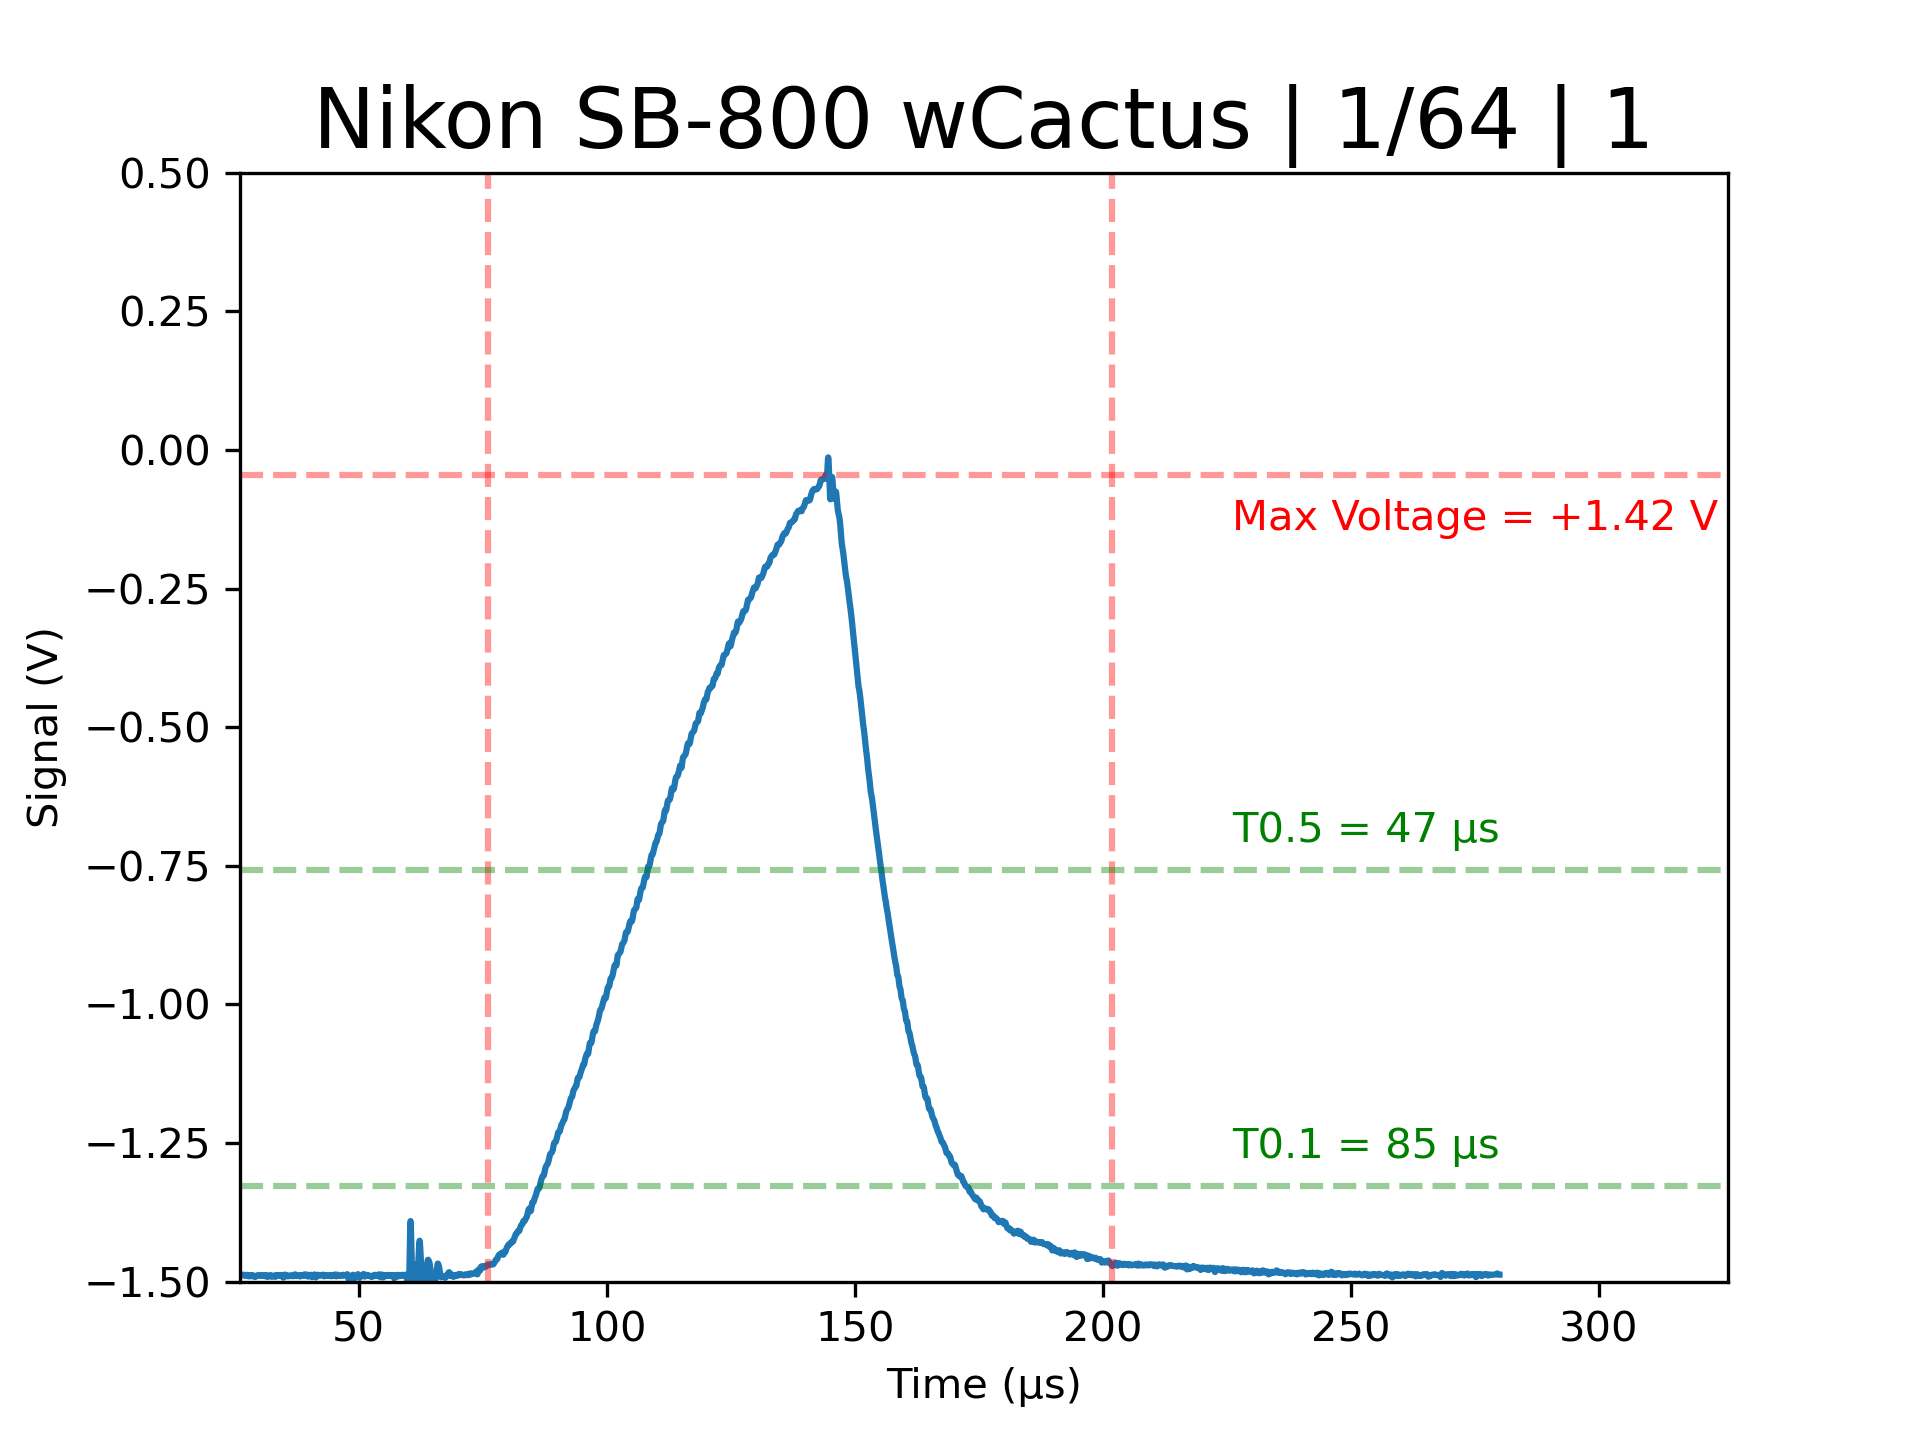 Nikon SB-800 wCactus | 1/64 | 1
0.50
0.25
0.00
−0.25
−0.50
−0.75
−1.00
−1.25
−1.50
Signal (V)
Max Voltage = +1.42 V
T0.5 = 47 µs
T0.1 = 85 µs
50 100 150 200 250 300
Time (µs)